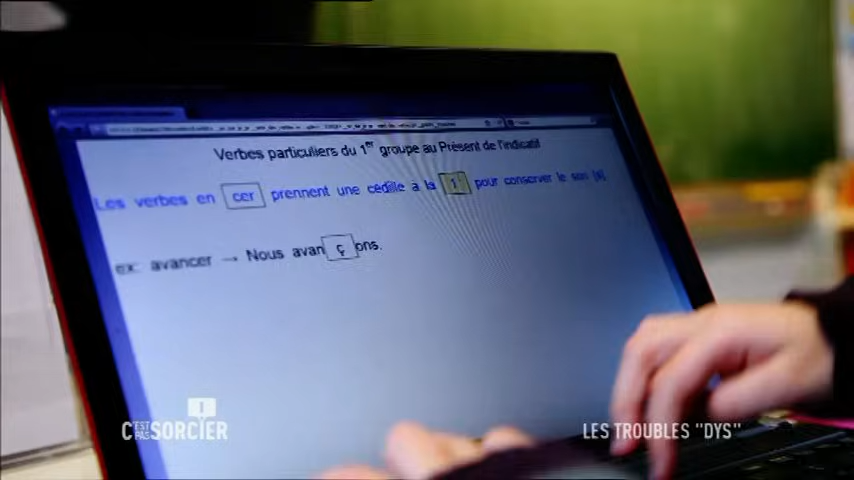 Verbes particuliers du 1er groupe au Présent de l'indicatif
Les verbes en cer prennent une cédille à la 1 pour conserver le son [s]
ex: avancer → Nous avançons.
C'EST PAS SORCIER
LES TROUBLES "DYS"